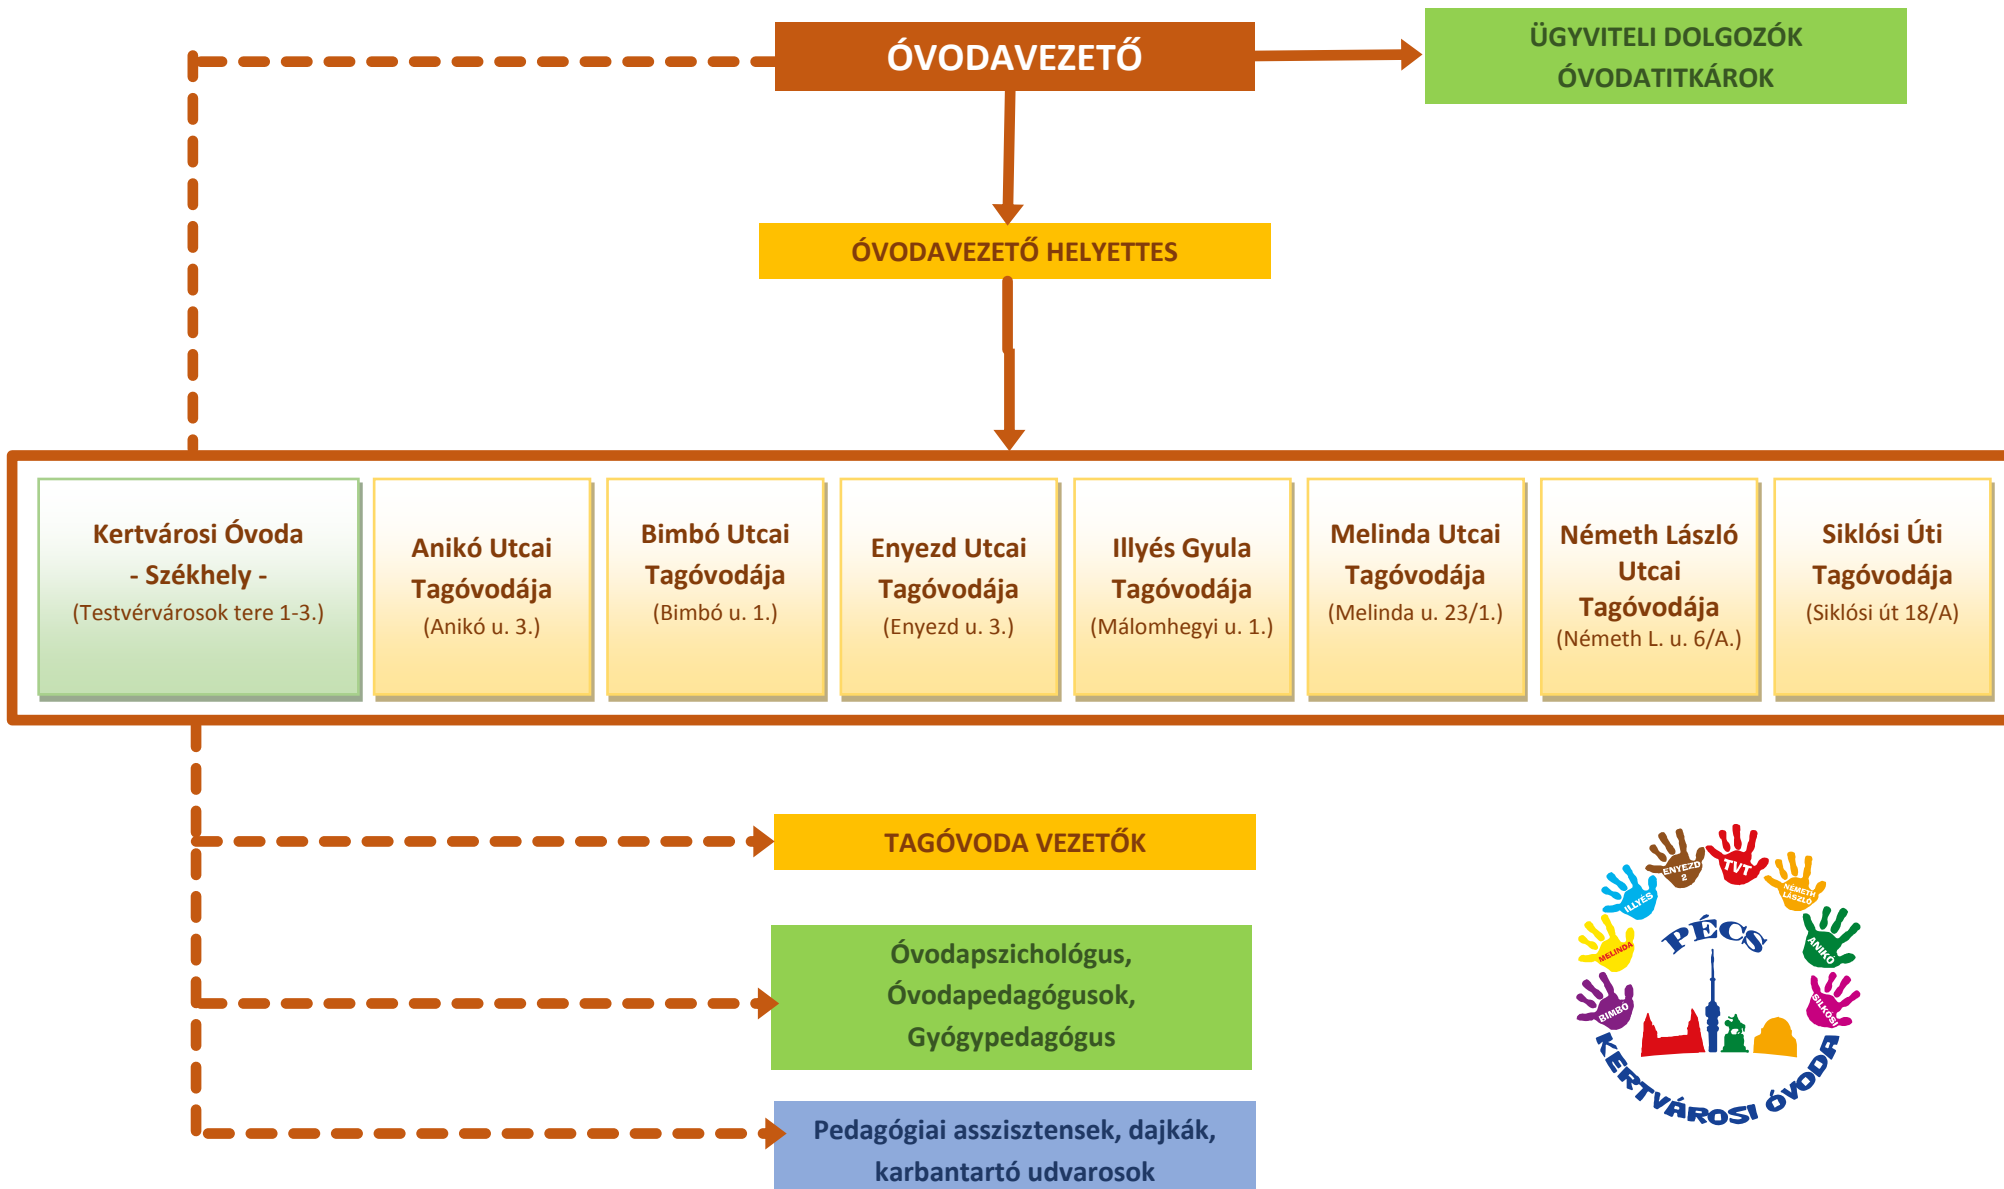 ÓVODAVEZETŐ
ÜGYVITELI DOLGOZÓK
ÓVODATITKÁROK
ÓVODAVEZETŐ HELYETTES
Kertvárosi Óvoda
- Székhely -
(Testvérvárosok tere 1-3.)
Anikó Utcai
Tagóvodája
(Anikó u. 3.)
Bimbó Utcai
Tagóvodája
(Bimbó u. 1.)
Enyezd Utcai
Tagóvodája
(Enyezd u. 3.)
Illyés Gyula
Tagóvodája
(Málomhegyi u. 1.)
Melinda Utcai
Tagóvodája
(Melinda u. 23/1.)
Németh László
Utcai
Tagóvodája
(Németh L. u. 6/A.)
Siklósi Úti
Tagóvodája
(Siklósi út 18/A)
TAGÓVODA VEZETŐK
Óvodapszichológus,
Óvodapedagógusok,
Gyógypedagógus
Pedagógiai asszisztensek, dajkák,
karbantartó udvarosok
BIMBÓ
MELINDA
ILLYÉS
ENYEZD
2
TVT
NÉMETH
LÁSZLÓ
ANIKÓ
SILKÓSI
PÉCS
KERTVÁROSI ÓVODA